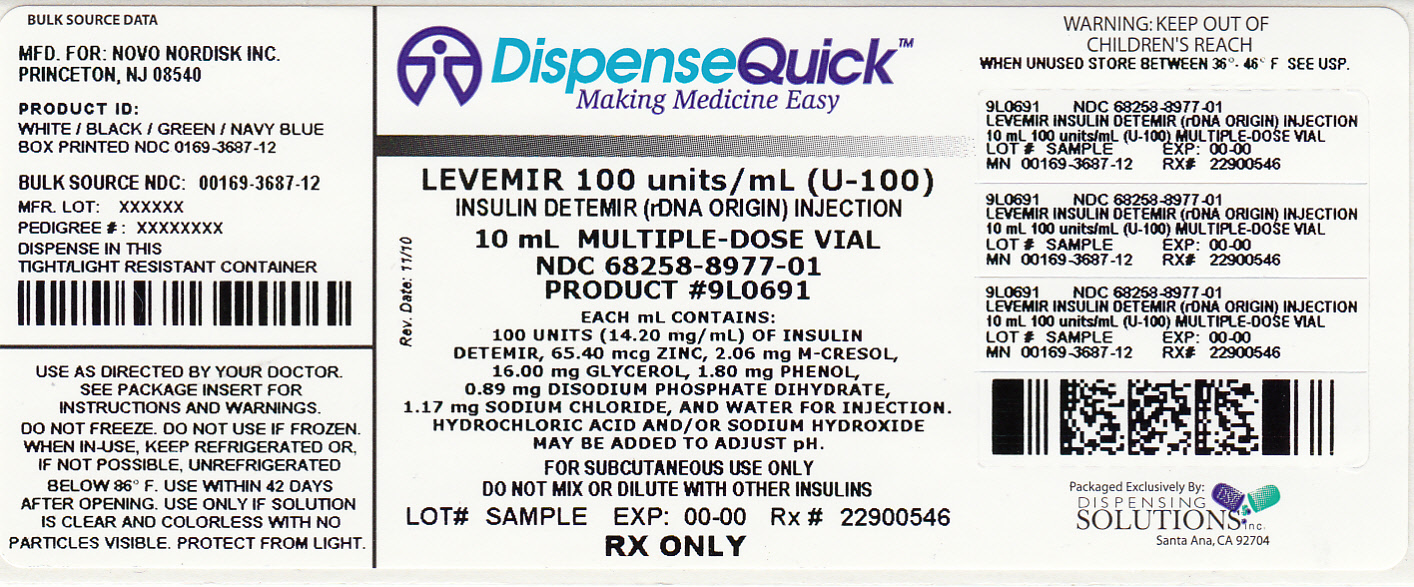 BULK SOURCE DATA
MFD. FOR: NOVO NORDISK INC.
PRINCETON, NJ 08540
PRODUCT ID:
WHITE / BLACK / GREEN / NAVY BLUE
BOX PRINTED NDC 0169-3687-12
BULK SOURCE NDC: 00169-3687-12
MFR. LOT: XXXXXX
PEDIGREE #: XXXXXXXX
DISPENSE IN THIS
TIGHT/LIGHT RESISTANT CONTAINER
USE AS DIRECTED BY YOUR DOCTOR.
SEE PACKAGE INSERT FOR
INSTRUCTIONS AND WARNINGS.
DO NOT FREEZE. DO NOT USE IF FROZEN.
WHEN IN-USE, KEEP REFRIGERATED OR,
IF NOT POSSIBLE, UNREFRIGERATED
BELOW 86° F. USE WITHIN 42 DAYS
AFTER OPENING. USE ONLY IF SOLUTION
IS CLEAR AND COLORLESS WITH NO
PARTICLES VISIBLE. PROTECT FROM LIGHT.
DispenseQuick™
Making Medicine Easy
LEVEMIR 100 units/mL (U-100)
INSULIN DETEMIR (rDNA ORIGIN) INJECTION
10 mL MULTIPLE-DOSE VIAL
NDC 68258-8977-01
PRODUCT #9L0691
Rev. Date: 11/10
EACH mL CONTAINS:
100 UNITS (14.20 mg/mL) OF INSULIN
DETEMIR, 65.40 mcg ZINC, 2.06 mg M-CRESOL,
16.00 mg GLYCEROL, 1.80 mg PHENOL,
0.89 mg DISODIUM PHOSPHATE DIHYDRATE,
1.17 mg SODIUM CHLORIDE, AND WATER FOR INJECTION.
HYDROCHLORIC ACID AND/OR SODIUM HYDROXIDE
MAY BE ADDED TO ADJUST pH.
FOR SUBCUTANEOUS USE ONLY
DO NOT MIX OR DILUTE WITH OTHER INSULINS
LOT# SAMPLE EXP: 00-00 Rx # 22900546
RX ONLY
WARNING: KEEP OUT OF
CHILDREN'S REACH
WHEN UNUSED STORE BETWEEN 36°- 46° F SEE USP.
9L0691 NDC 68258-8977-01
LEVEMIR INSULIN DETEMIR (rDNA ORIGIN) INJECTION
10 mL 100 units/mL (U-100) MULTIPLE-DOSE VIAL
LOT # SAMPLE EXP: 00-00
MN 00169-3687-12 RX# 22900546
9L0691 NDC 68258-8977-01
LEVEMIR INSULIN DETEMIR (rDNA ORIGIN) INJECTION
10 mL 100 units/mL (U-100) MULTIPLE-DOSE VIAL
LOT # SAMPLE EXP: 00-00
MN 00169-3687-12 RX# 22900546
9L0691 NDC 68258-8977-01
LEVEMIR INSULIN DETEMIR (rDNA ORIGIN) INJECTION
10 mL 100 units/mL (U-100) MULTIPLE-DOSE VIAL
LOT # SAMPLE EXP: 00-00
MN 00169-3687-12 RX# 22900546
Packaged Exclusively By:
DISPENSING
SOLUTIONS Inc.
DSI
Santa Ana, CA 92704